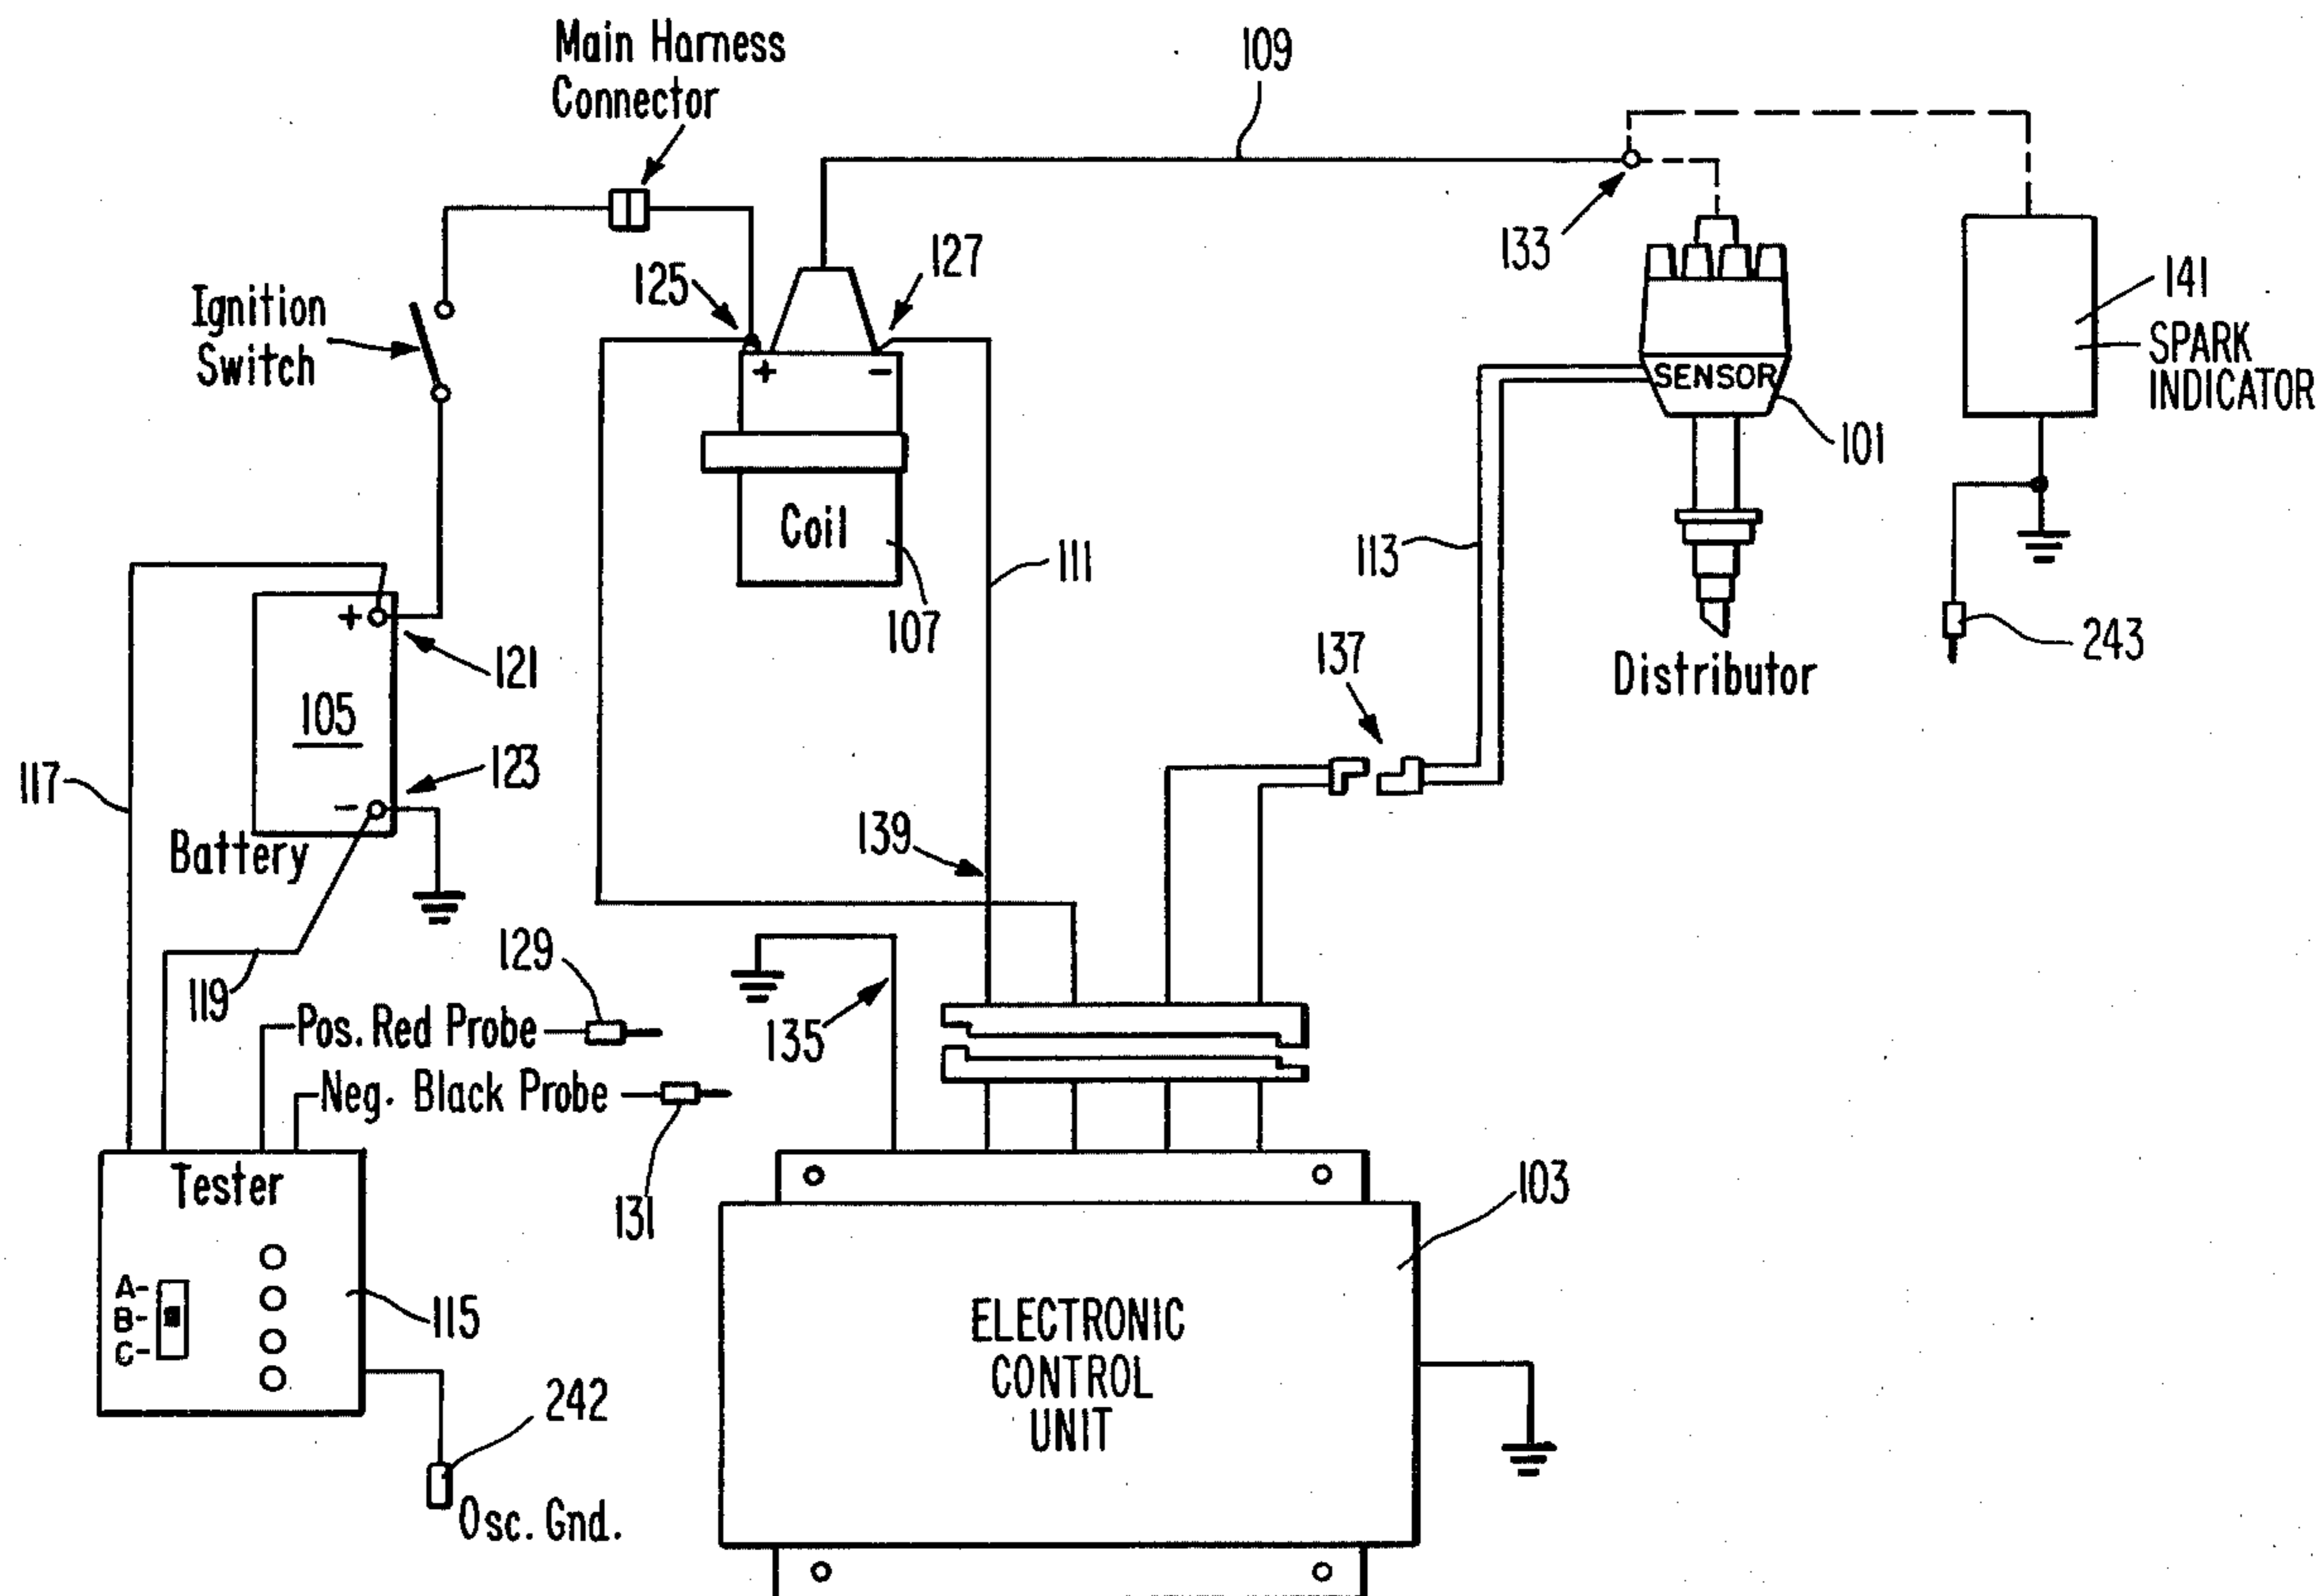 Main Harness
Connector
109
133
125
127
Ignition
Switch
141
SPARK
INDICATOR
+
-
SENSOR
101
Coil
111
113
107
+
121
105
137
243
Distributor
117
123
-
Battery
139
119
129
Pos. Red Probe
135
Neg. Black Probe
131
Tester
103
A-
B-
C-
115
ELECTRONIC
CONTROL
UNIT
242
Osc. Gnd.